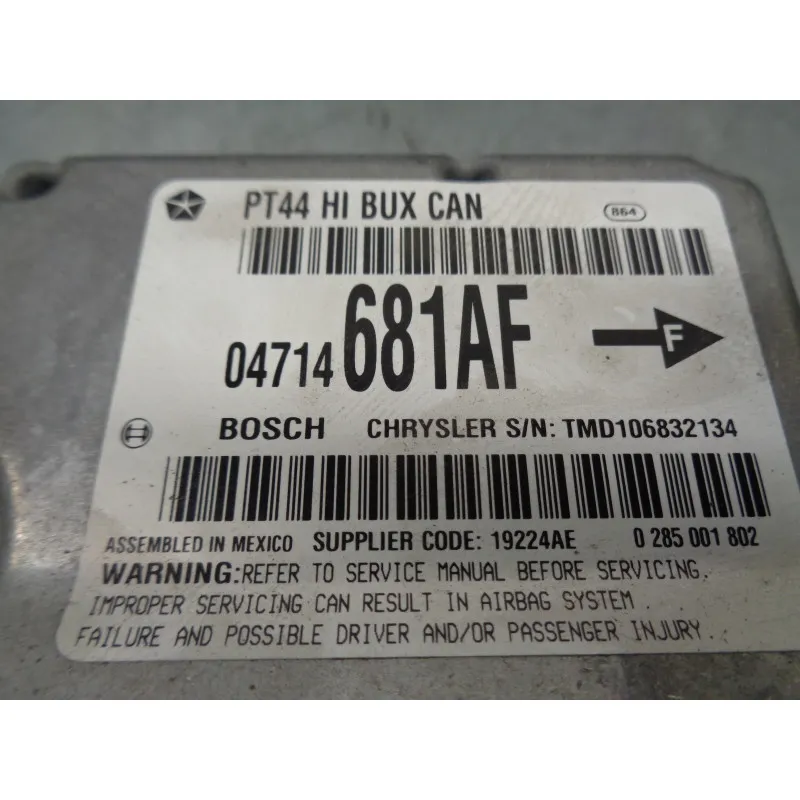 PT44 HI BUX CAN 864
04714 681AF F
BOSCH CHRYSLER S/N: TMD106832134
ASSEMBLED IN MEXICO SUPPLIER CODE: 19224AE 0 285 001 802
WARNING:REFER TO SERVICE MANUAL BEFORE SERVICING.
IMPROPER SERVICING CAN RESULT IN AIRBAG SYSTEM .
FAILURE AND POSSIBLE DRIVER AND/OR PASSENGER INJURY.